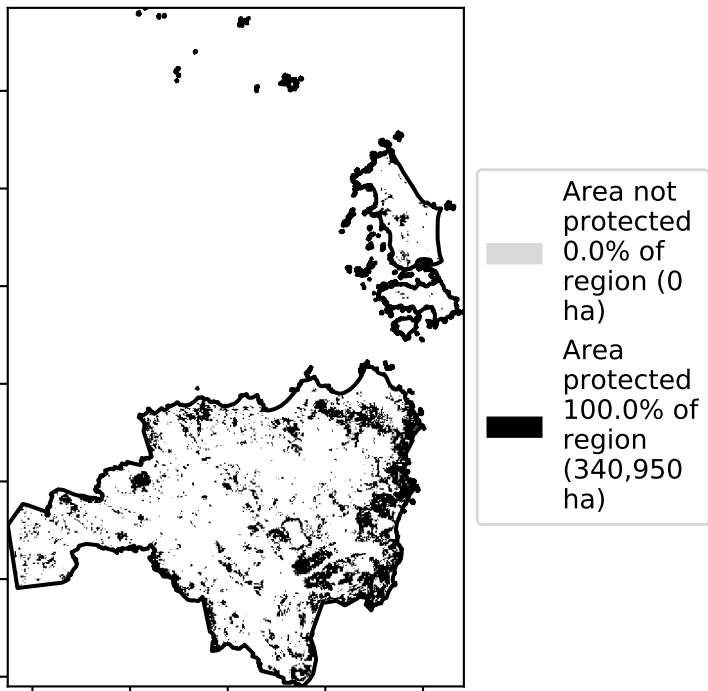 Area not
protected
0.0% of
region (0
ha)
Area
protected
100.0% of
region
(340,950
ha)